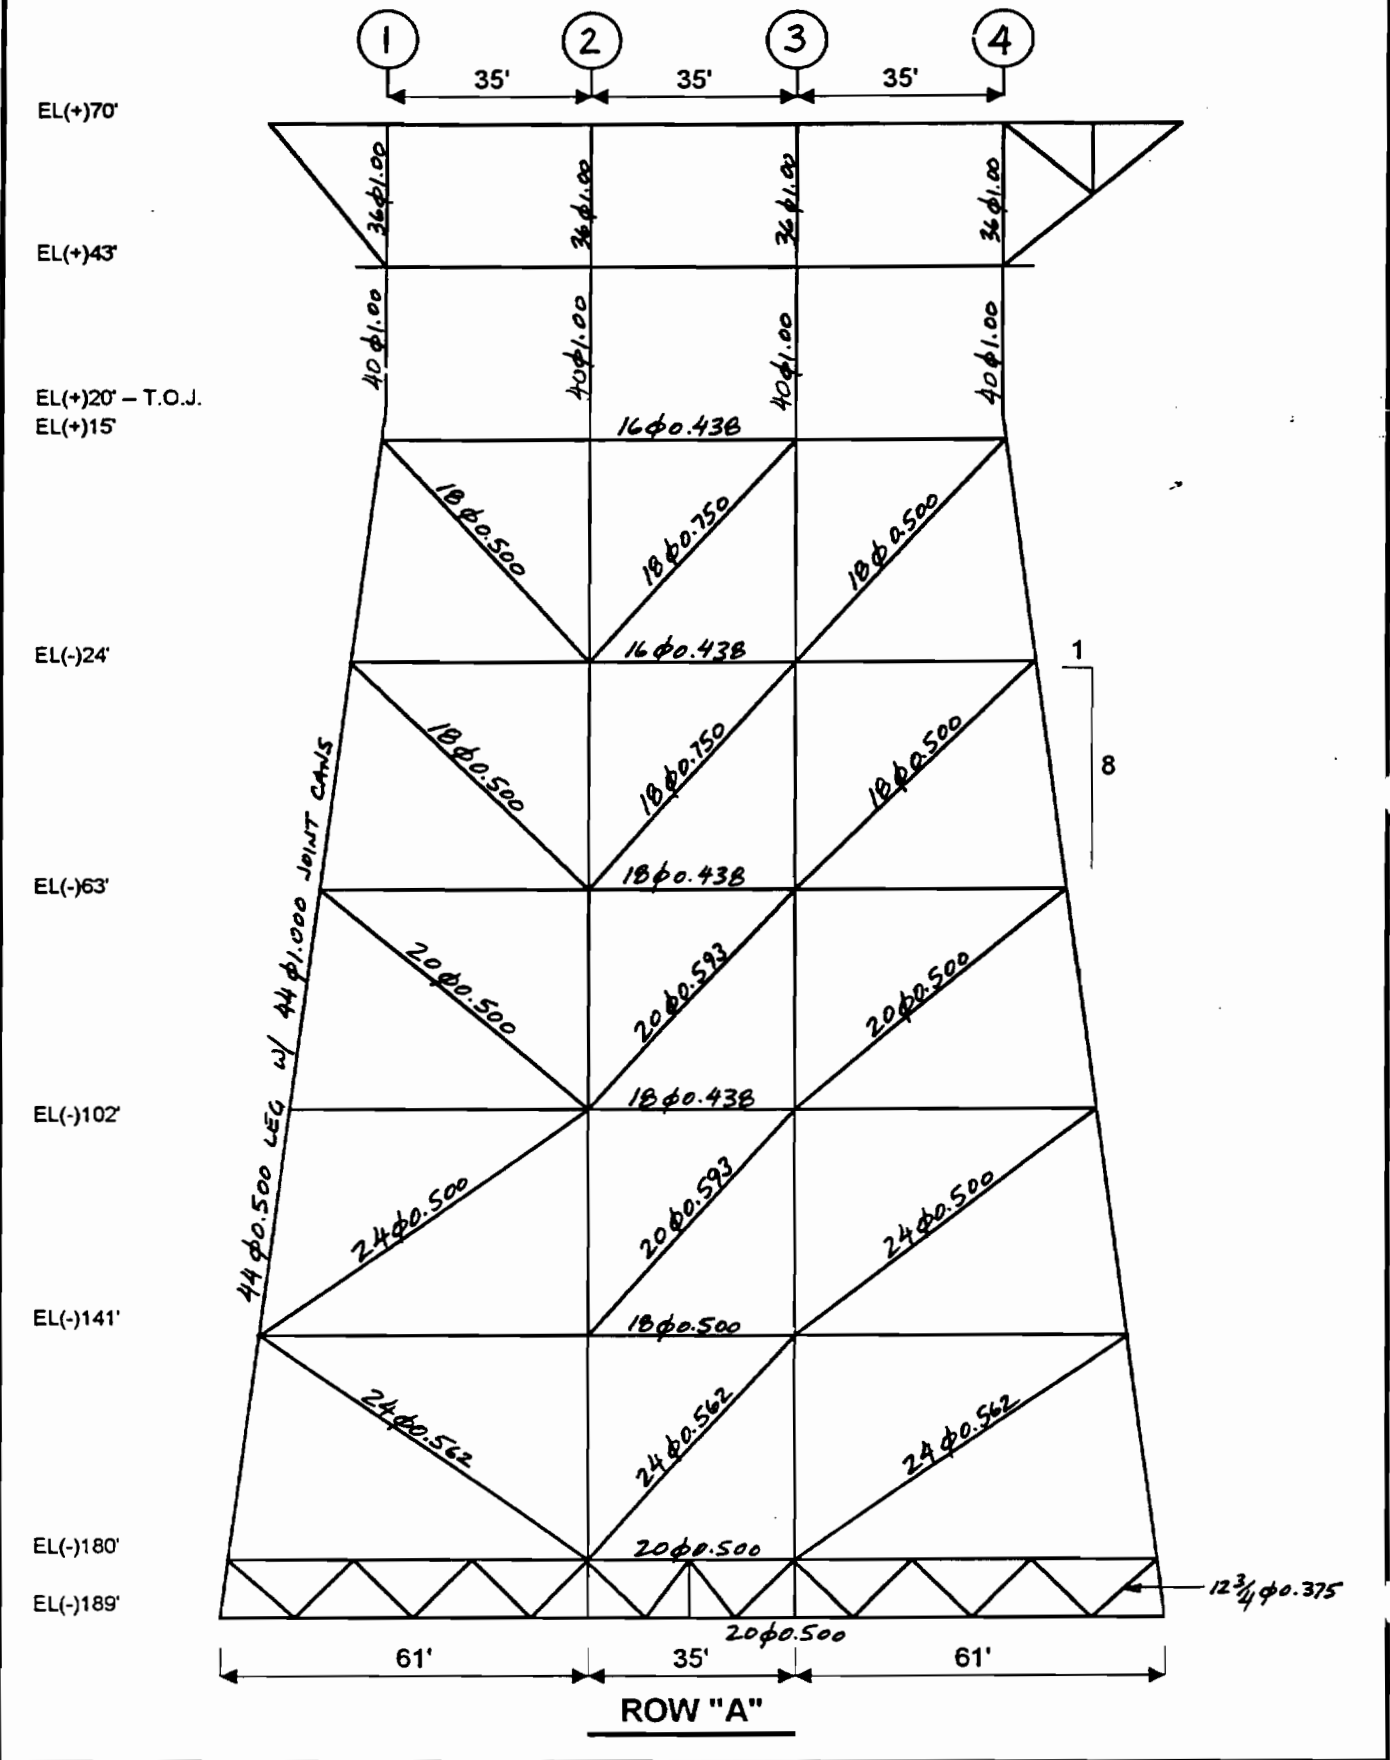 1 2 3 4
35' 35' 35'
EL(+)70'
36ϕ1.00 36ϕ1.00 36ϕ1.00 36ϕ1.00
EL(+)43'
40ϕ1.00 40ϕ1.00 40ϕ1.00 40ϕ1.00
EL(+)20' – T.O.J.
EL(+)15'
16ϕ0.438
18ϕ0.500 18ϕ0.750 18ϕ0.500
EL(-)24'
16ϕ0.438
1
8
18ϕ0.500 18ϕ0.750 18ϕ0.500
44ϕ0.500 LEG W/ 44ϕ1.000 JOINT CANS
EL(-)63'
18ϕ0.438
20ϕ0.500 20ϕ0.593 20ϕ0.500
EL(-)102'
18ϕ0.438
24ϕ0.500 20ϕ0.593 24ϕ0.500
EL(-)141'
18ϕ0.500
24ϕ0.562 24ϕ0.562 24ϕ0.562
EL(-)180'
20ϕ0.500
12 3/4ϕ0.375
EL(-)189'
20ϕ0.500
61' 35' 61'
ROW "A"